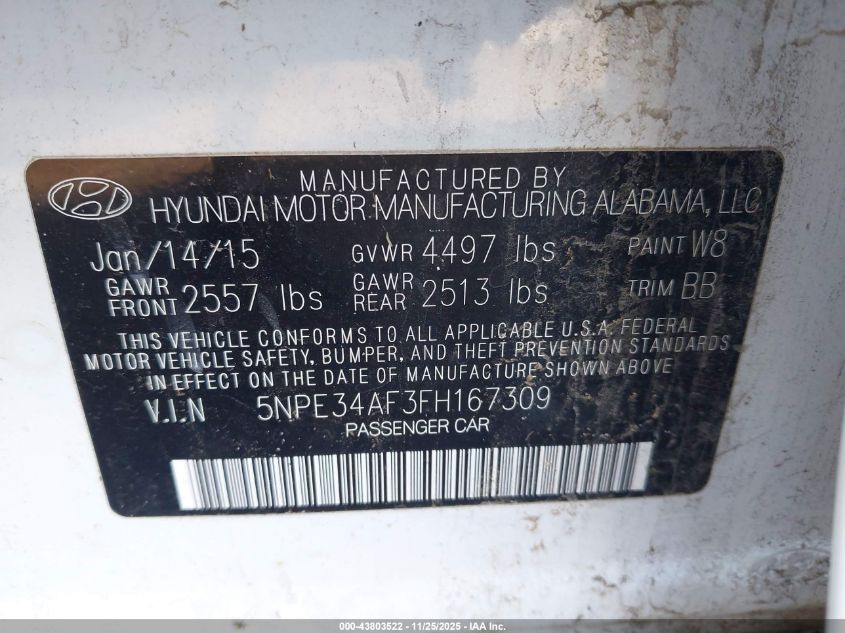 MANUFACTURED BY
HYUNDAI MOTOR MANUFACTURING ALABAMA, LLC
Jan/14/15 GVWR 4497 lbs PAINT W8
GAWR FRONT 2557 lbs GAWR REAR 2513 lbs TRIM BB
THIS VEHICLE CONFORMS TO ALL APPLICABLE U.S.A. FEDERAL
MOTOR VEHICLE SAFETY, BUMPER, AND THEFT PREVENTION STANDARDS
IN EFFECT ON THE DATE OF MANUFACTURE SHOWN ABOVE.
V.I.N 5NPE34AF3FH167309
PASSENGER CAR
000-43803522 - 11/25/2025 - IAA Inc.